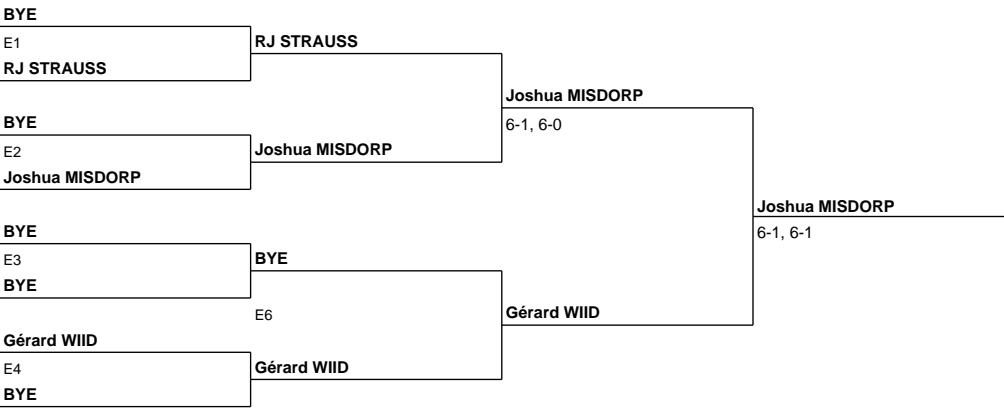 BYE
E1
RJ STRAUSS
RJ STRAUSS
BYE
E2
Joshua MISDORP
Joshua MISDORP
Joshua MISDORP
6-1, 6-0
BYE
E3
BYE
BYE
E6
Gérard WIID
E4
BYE
Gérard WIID
Gérard WIID
Joshua MISDORP
6-1, 6-1